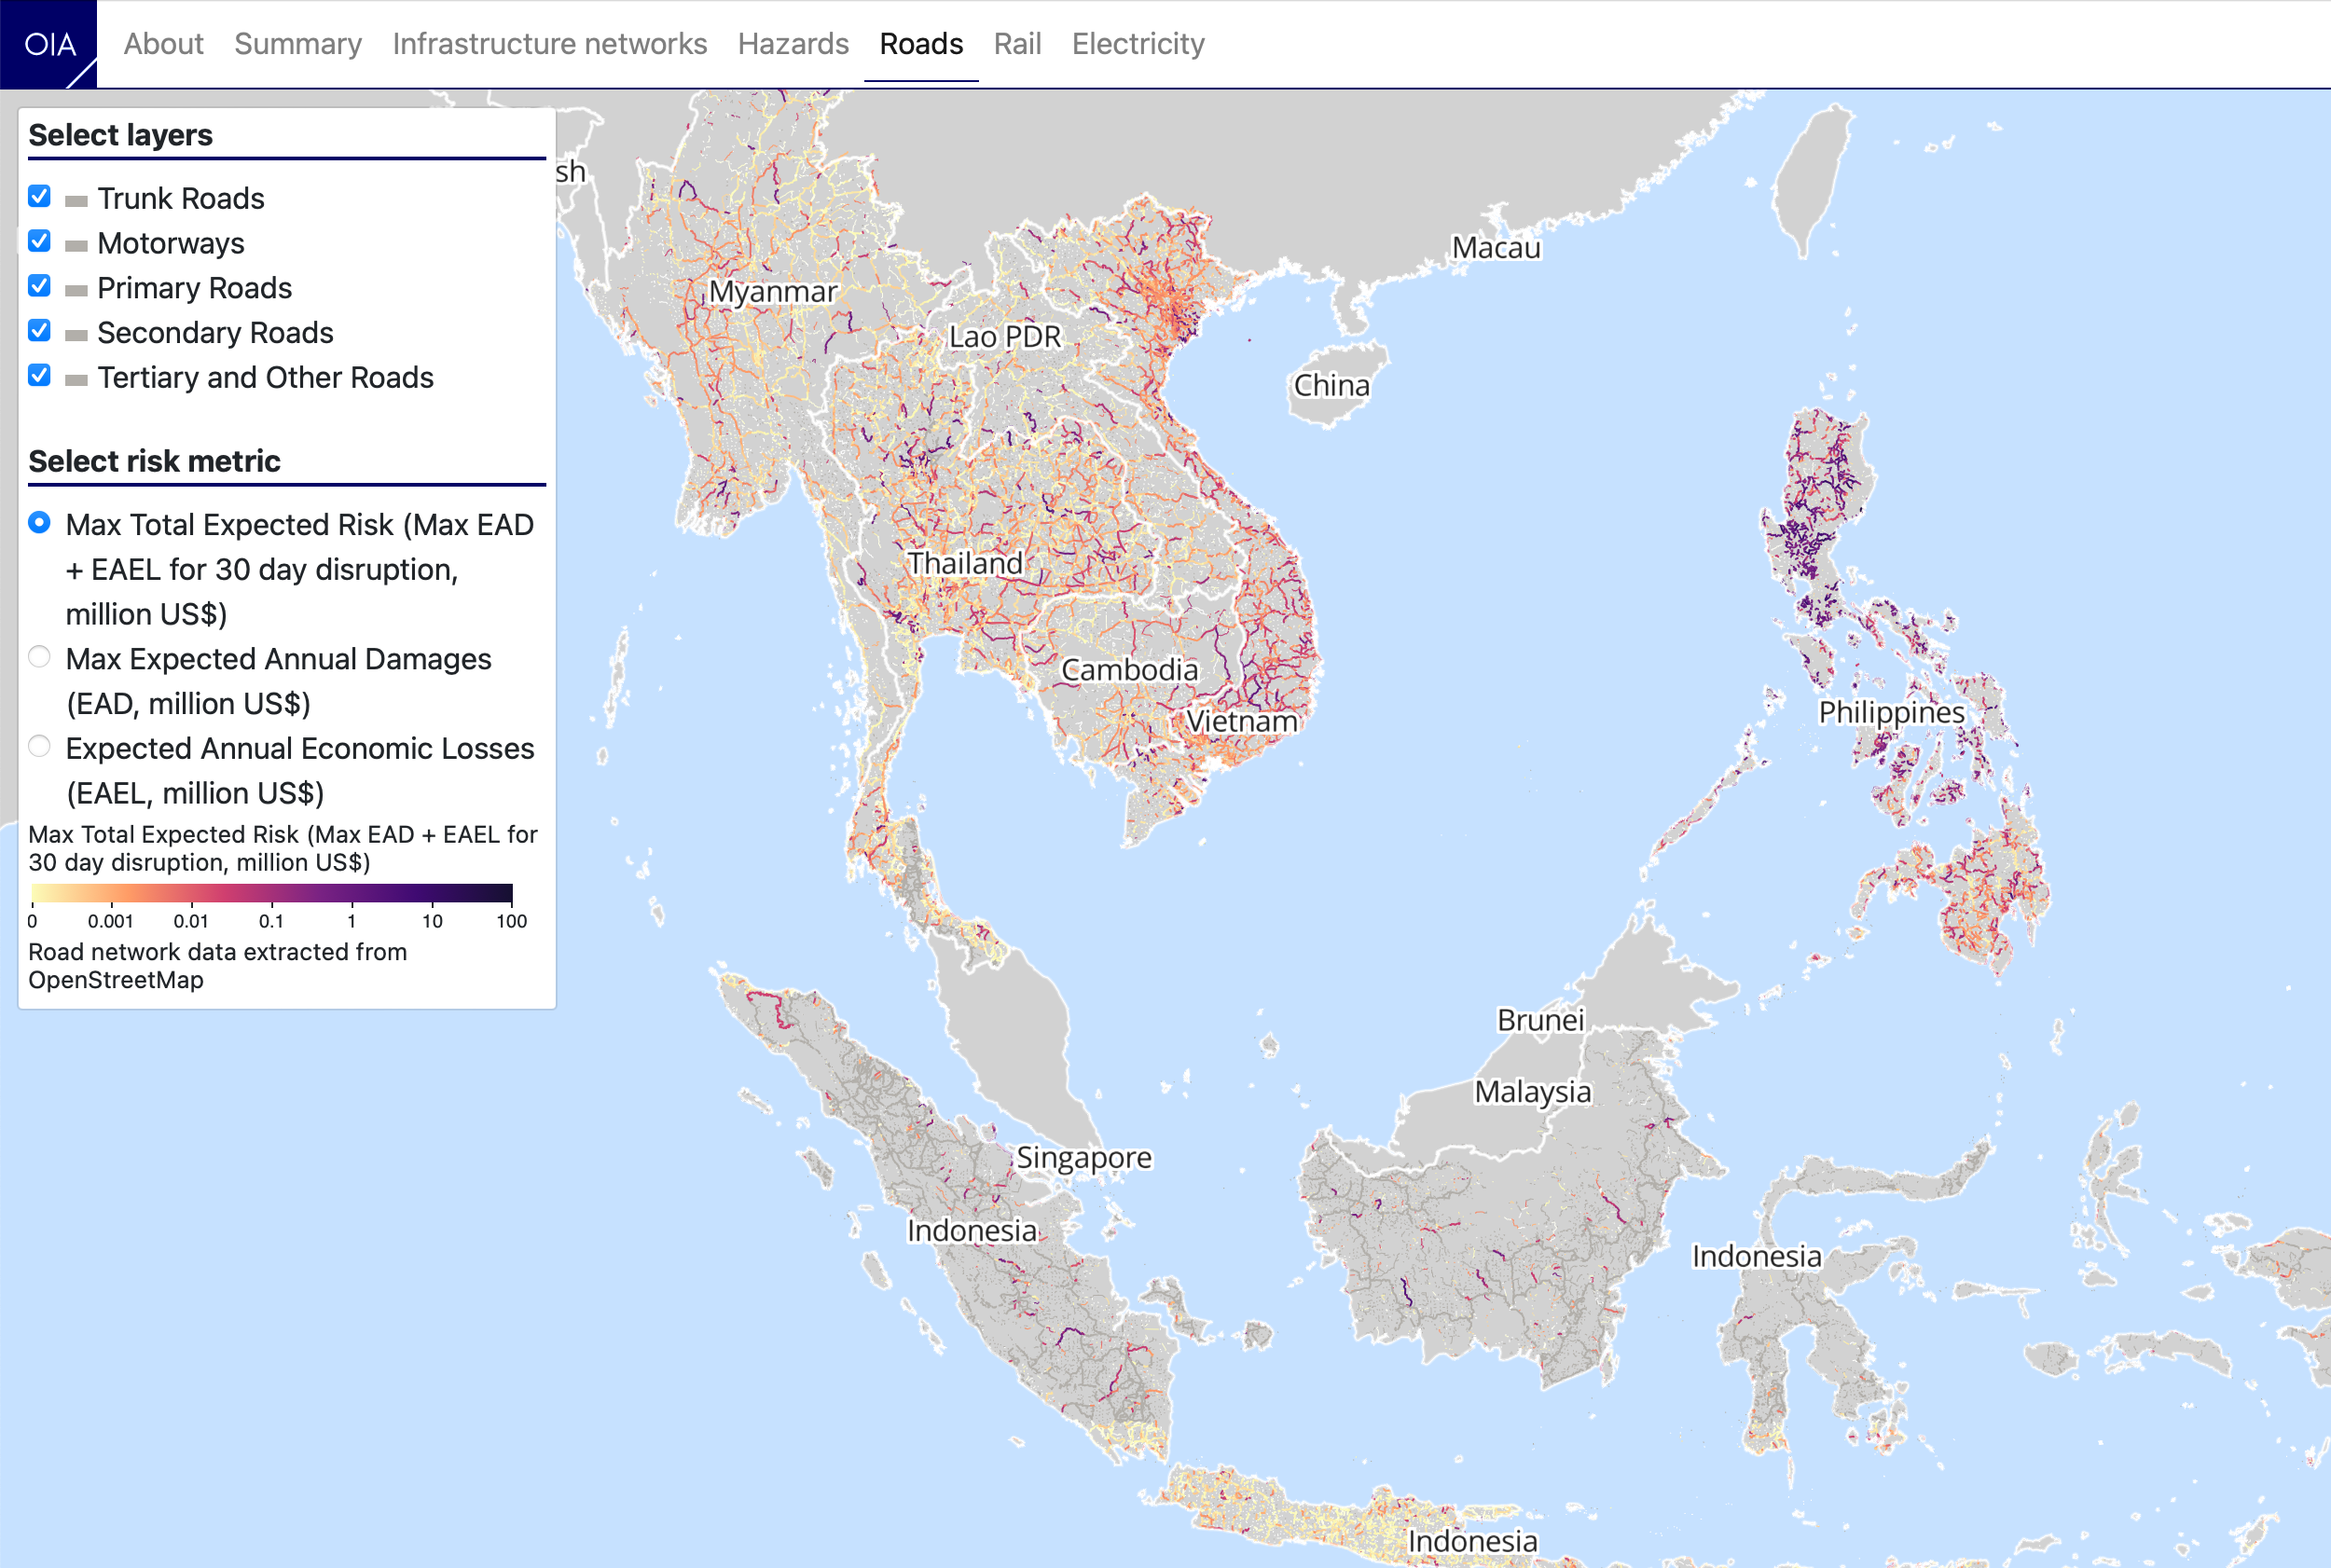 OIA
About Summary Infrastructure networks Hazards Roads Rail Electricity
Select layers
Trunk Roads
Motorways
Primary Roads
Secondary Roads
Tertiary and Other Roads
Select risk metric
Max Total Expected Risk (Max EAD
+ EAEL for 30 day disruption,
million US$)
Max Expected Annual Damages
(EAD, million US$)
Expected Annual Economic Losses
(EAEL, million US$)
Max Total Expected Risk (Max EAD + EAEL for
30 day disruption, million US$)
0 0.001 0.01 0.1 1 10 100
Road network data extracted from
OpenStreetMap
sh
Macau
Myanmar
Lao PDR
China
Thailand
Cambodia
Vietnam
Philippines
Brunei
Malaysia
Singapore
Indonesia
Indonesia
Indonesia